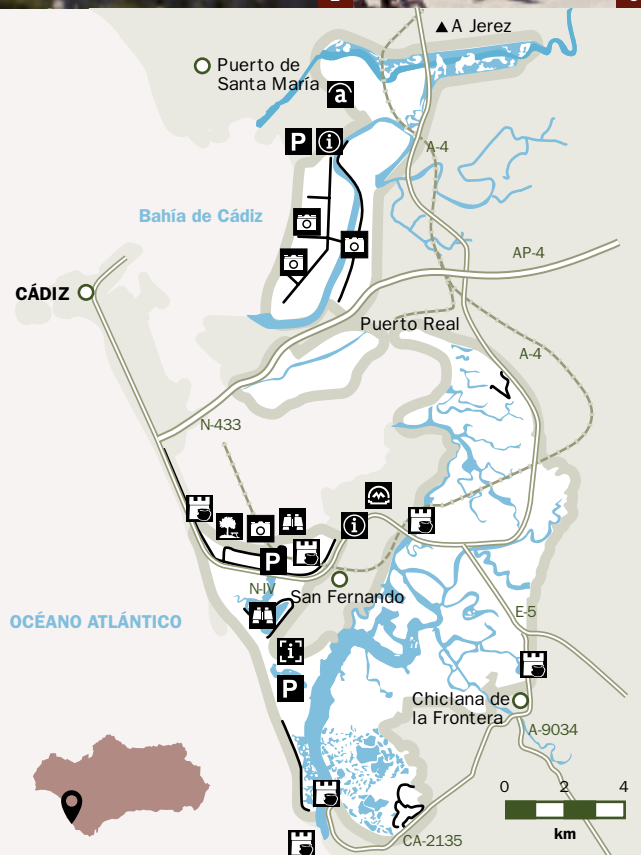 ▲ A Jerez
Puerto de
Santa María
a
P
i
A-4
Bahía de Cádiz
AP-4
CÁDIZ
Puerto Real
A-4
N-433
i
P
N-IV
San Fernando
OCÉANO ATLÁNTICO
E-5
i
P
Chiclana de
la Frontera
A-9034
0 2 4
km
CA-2135